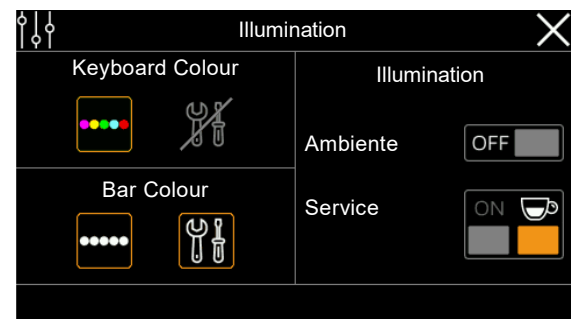 Illumination
Keyboard Colour
Illumination
Ambiente
OFF
Bar Colour
Service
ON